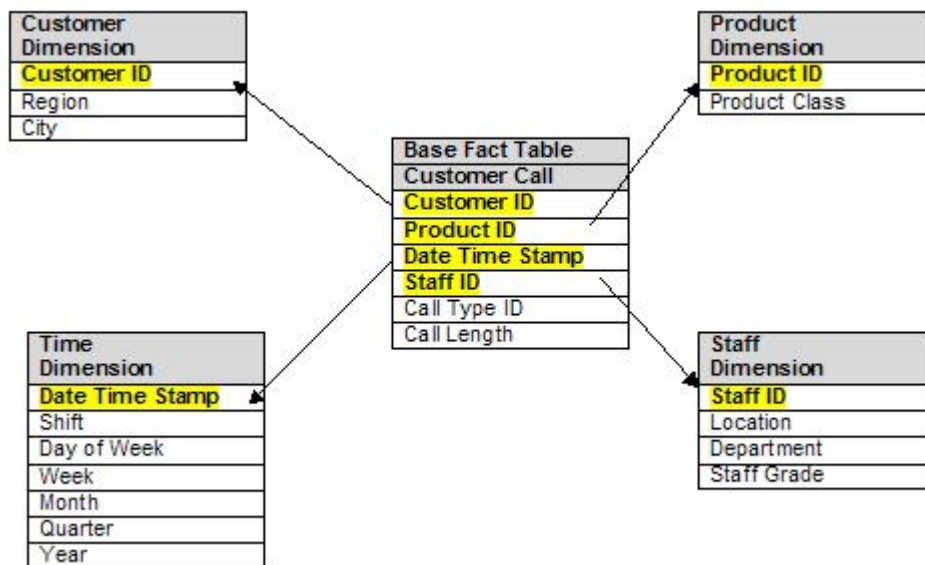 Customer
Dimension
Customer ID
Region
City
Product
Dimension
Product ID
Product Class
Base Fact Table
Customer Call
Customer ID
Product ID
Date Time Stamp
Staff ID
Call Type ID
Call Length
Time
Dimension
Date Time Stamp
Shift
Day of Week
Week
Month
Quarter
Year
Staff
Dimension
Staff ID
Location
Department
Staff Grade